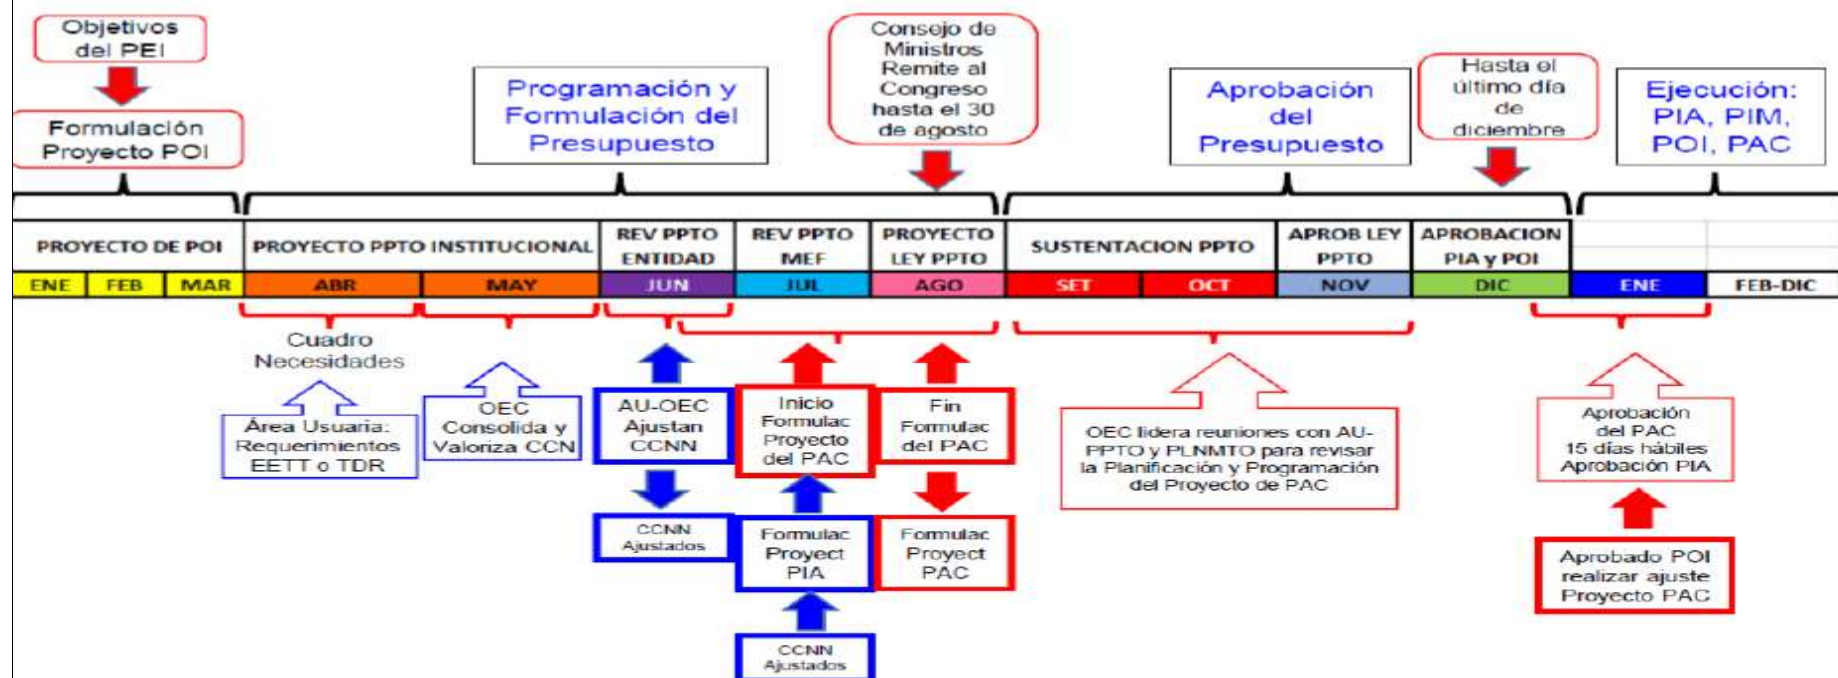 Objetivos
del PEI
Formulación
Proyecto POI
Programación y
Formulación del
Presupuesto
Consejo de
Ministros
Remite al
Congreso
hasta el 30
de agosto
Aprobación
del
Presupuesto
Hasta el
último día
de
diciembre
Ejecución:
PIA, PIM,
POI, PAC
PROYECTO DE POI
PROYECTO PPTO INSTITUCIONAL
REV PPTO
ENTIDAD
REV PPTO
MEF
PROYECTO
LEY PPTO
SUSTENTACION PPTO
APROB LEY
PPTO
APROBACION
PIA y POI
ENE FEB MAR ABR MAY JUN JUL AGO SET OCT NOV DIC ENE FEB-DIC
Cuadro
Necesidades
Área Usuaria:
Requerimientos
EETT o TDR
OEC
Consolida y
Valoriza CCN
AU-OEC
Ajustan
CCNN
CCNN
Ajustados
Inicio
Formulac
Proyecto
del PAC
Formulac
Proyect
PIA
CCNN
Ajustados
Fin
Formulac
del PAC
Formulac
Proyect
PAC
OEC lidera reuniones con AU-
PPTO y PLNMTO para revisar
la Planificación y Programación
del Proyecto de PAC
Aprobación
del PAC
15 días hábiles
Aprobación PIA
Aprobado POI
realizar ajuste
Proyecto PAC